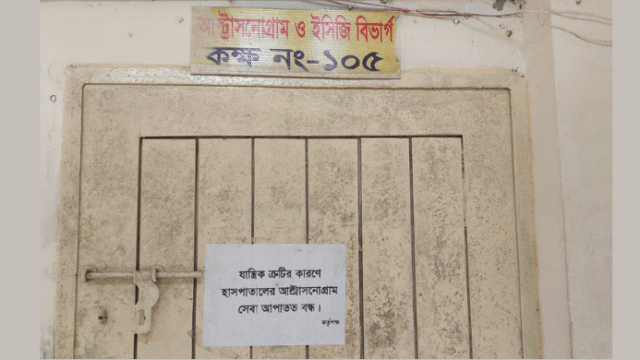 আল্ট্রাসনোগ্রাম ও ইসিজি বিভাগ
কক্ষ নং-১০৫
যান্ত্রিক ত্রুটির কারণে
হাসপাতালের আল্ট্রাসনোগ্রাম
সেবা আপাতত বন্ধ।
কর্তৃপক্ষ